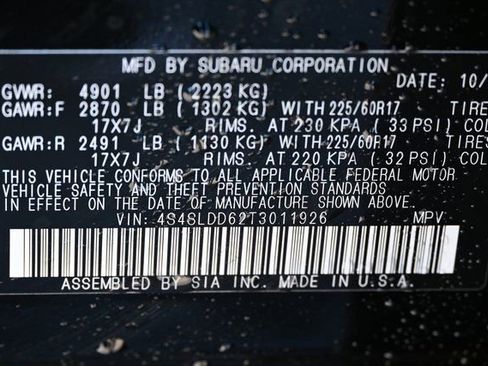 MFD BY SUBARU CORPORATION
DATE: 10/
GVWR: 4901 LB (2223 KG)
GAWR:F 2870 LB (1302 KG) WITH 225/60R17 TIRE
17X7J RIMS. AT 230 KPA (33 PSI) COL
GAWR:R 2491 LB (1130 KG) WITH 225/60R17 TIRES
17X7J RIMS. AT 220 KPA (32 PSI) COL
THIS VEHICLE CONFORMS TO ALL APPLICABLE FEDERAL MOTOR
VEHICLE SAFETY AND THEFT PREVENTION STANDARDS
IN EFFECT ON THE DATE OF MANUFACTURE SHOWN ABOVE.
VIN: 4S4SLDD62T3011926 MPV
ASSEMBLED BY SIA INC. MADE IN U.S.A.